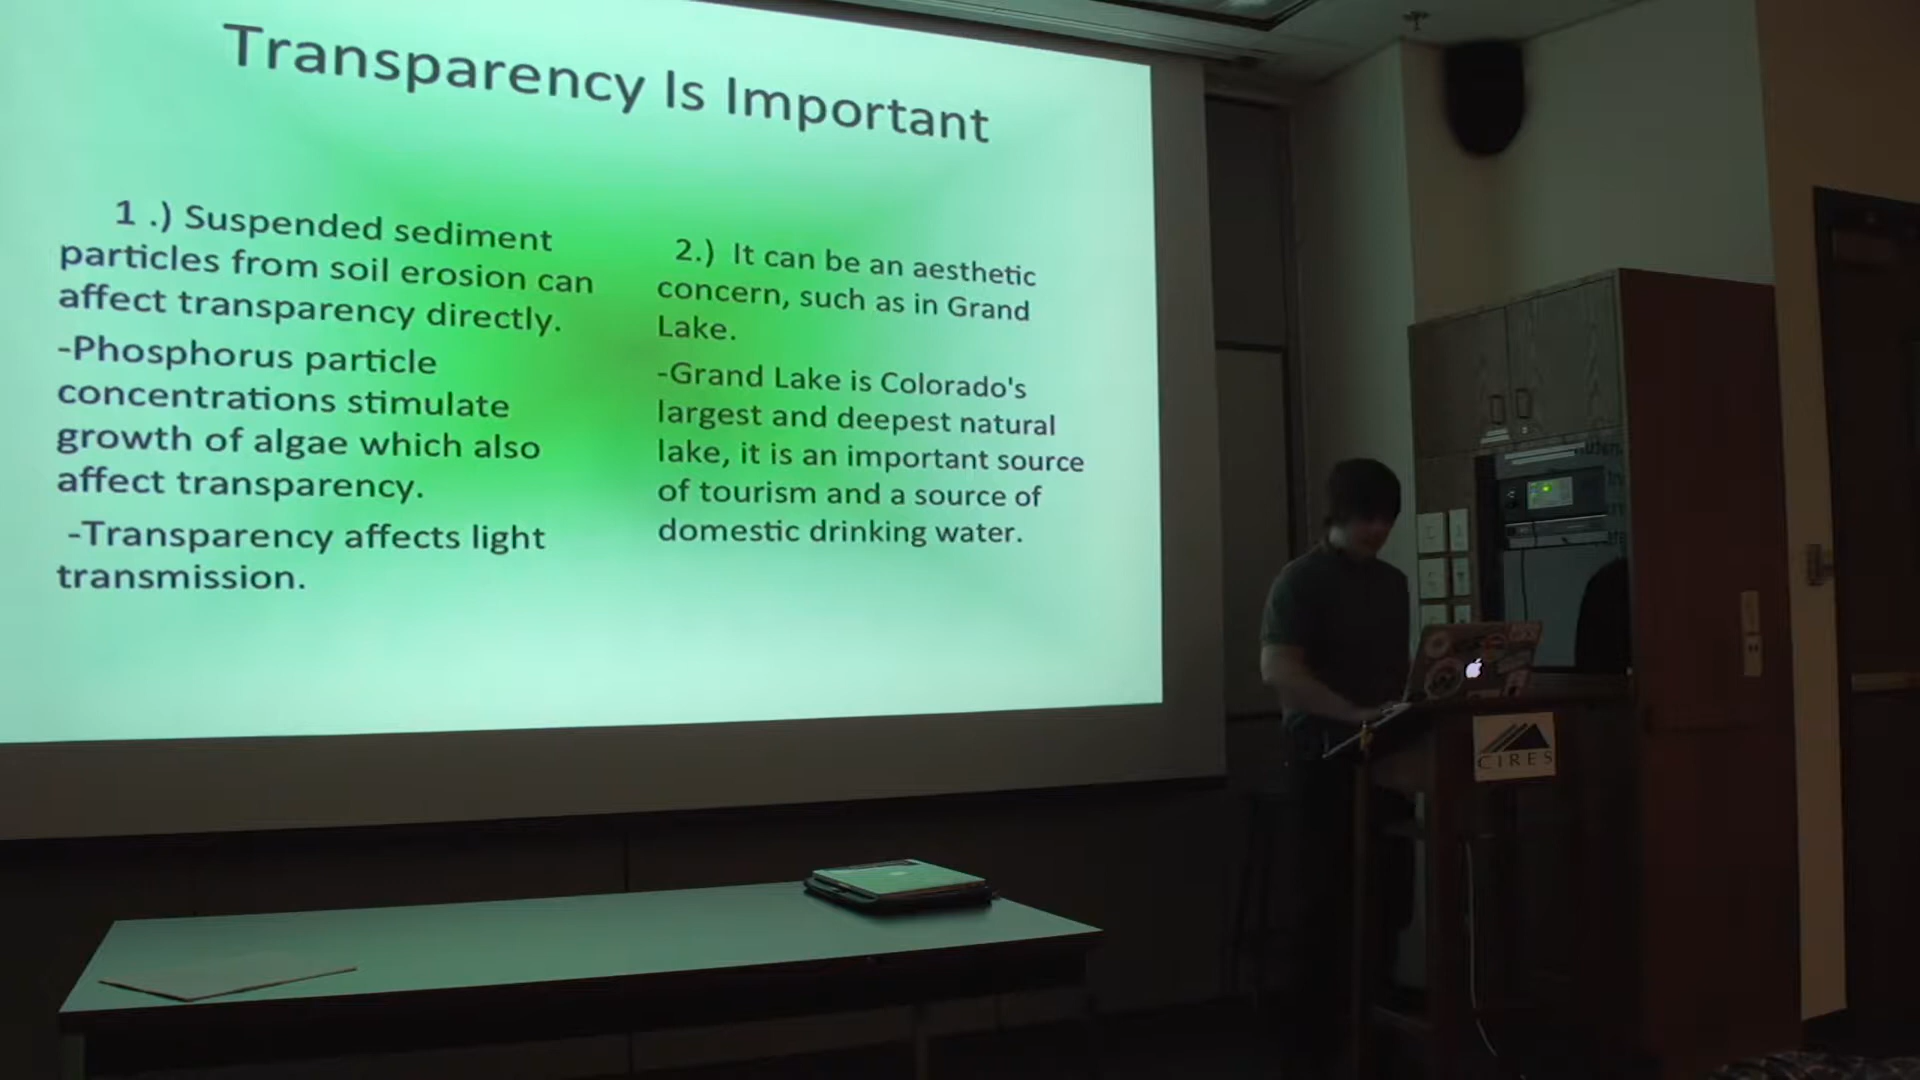 Transparency Is Important
1 .) Suspended sediment
particles from soil erosion can
affect transparency directly.
-Phosphorus particle
concentrations stimulate
growth of algae which also
affect transparency.
-Transparency affects light
transmission.
2.) It can be an aesthetic
concern, such as in Grand
Lake.
-Grand Lake is Colorado's
largest and deepest natural
lake, it is an important source
of tourism and a source of
domestic drinking water.
CIRES